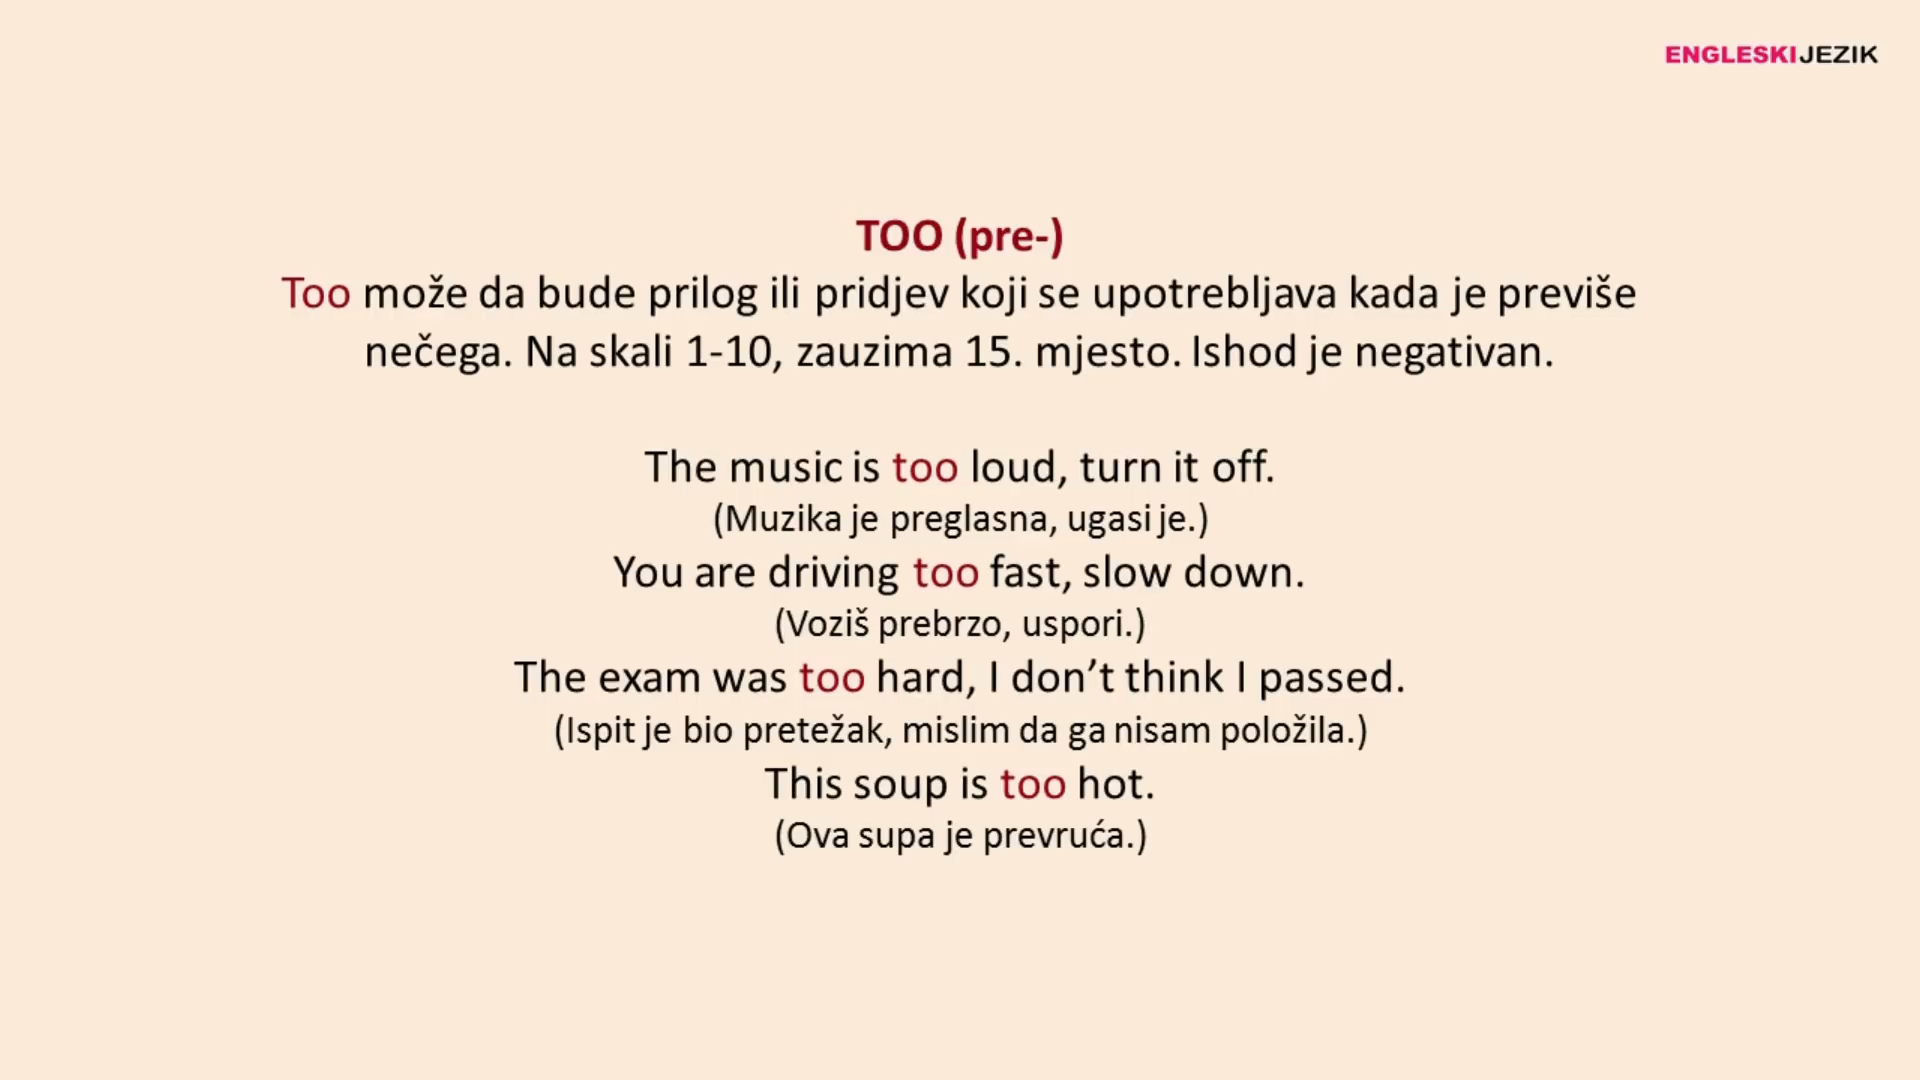 ENGLESKIJEZIK
TOO (pre-)
Too može da bude prilog ili pridjev koji se upotrebljava kada je previše
nečega. Na skali 1-10, zauzima 15. mjesto. Ishod je negativan.
The music is too loud, turn it off.
(Muzika je preglasna, ugasi je.)
You are driving too fast, slow down.
(Voziš prebrzo, uspori.)
The exam was too hard, I don’t think I passed.
(Ispit je bio pretežak, mislim da ga nisam položila.)
This soup is too hot.
(Ova supa je prevruća.)